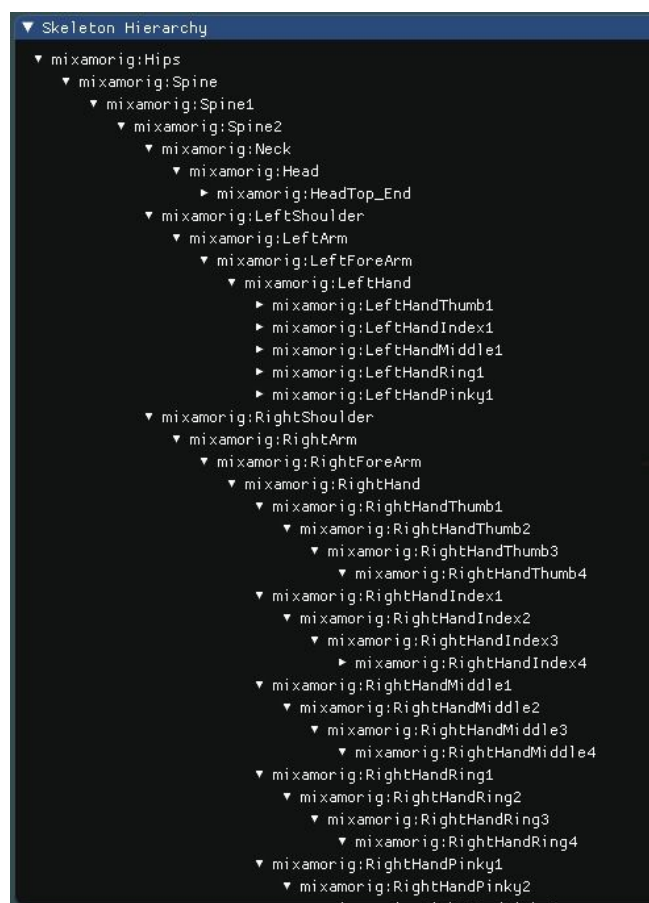 Skeleton Hierarchy
mixamorig:Hips
mixamorig:Spine
mixamorig:Spine1
mixamorig:Spine2
mixamorig:Neck
mixamorig:Head
mixamorig:HeadTop_End
mixamorig:LeftShoulder
mixamorig:LeftArm
mixamorig:LeftForeArm
mixamorig:LeftHand
mixamorig:LeftHandThumb1
mixamorig:LeftHandIndex1
mixamorig:LeftHandMiddle1
mixamorig:LeftHandRing1
mixamorig:LeftHandPinky1
mixamorig:RightShoulder
mixamorig:RightArm
mixamorig:RightForeArm
mixamorig:RightHand
mixamorig:RightHandThumb1
mixamorig:RightHandThumb2
mixamorig:RightHandThumb3
mixamorig:RightHandThumb4
mixamorig:RightHandIndex1
mixamorig:RightHandIndex2
mixamorig:RightHandIndex3
mixamorig:RightHandIndex4
mixamorig:RightHandMiddle1
mixamorig:RightHandMiddle2
mixamorig:RightHandMiddle3
mixamorig:RightHandMiddle4
mixamorig:RightHandRing1
mixamorig:RightHandRing2
mixamorig:RightHandRing3
mixamorig:RightHandRing4
mixamorig:RightHandPinky1
mixamorig:RightHandPinky2